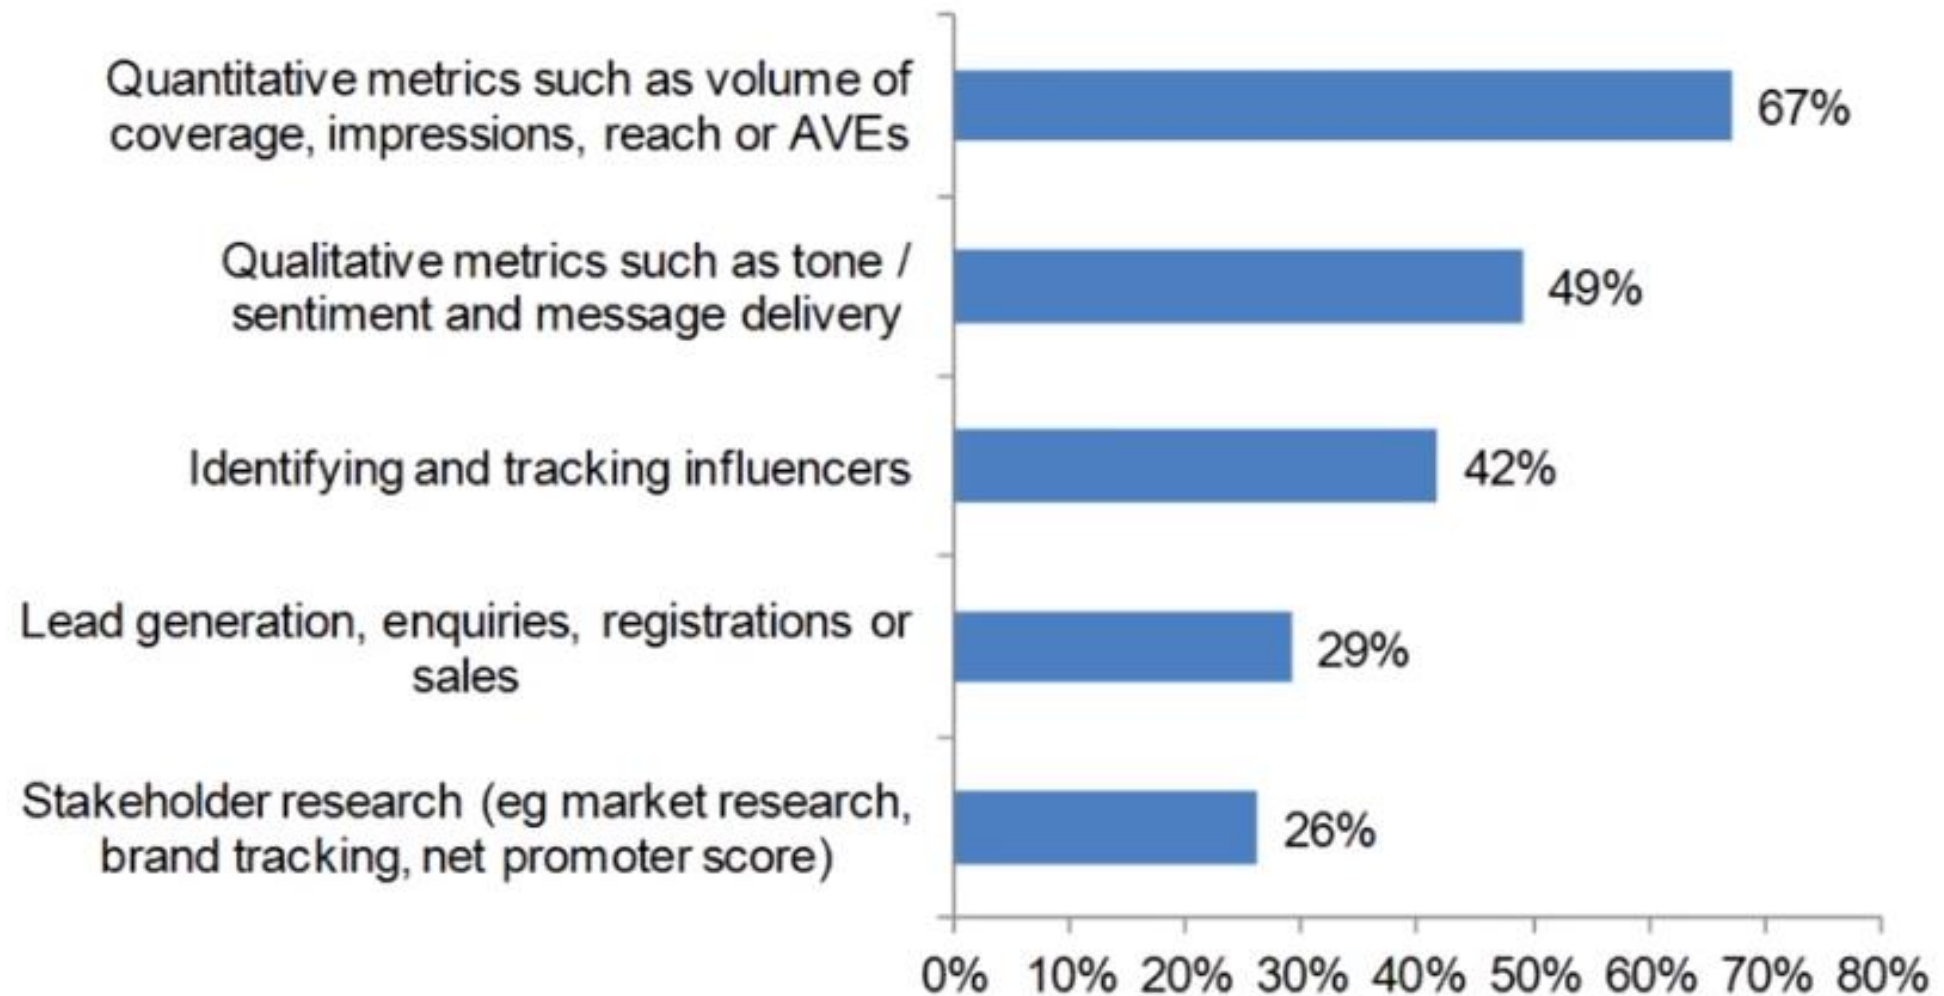 Quantitative metrics such as volume of
coverage, impressions, reach or AVEs
67%
Qualitative metrics such as tone /
sentiment and message delivery
49%
Identifying and tracking influencers
42%
Lead generation, enquiries, registrations or
sales
29%
Stakeholder research (eg market research,
brand tracking, net promoter score)
26%
0% 10% 20% 30% 40% 50% 60% 70% 80%